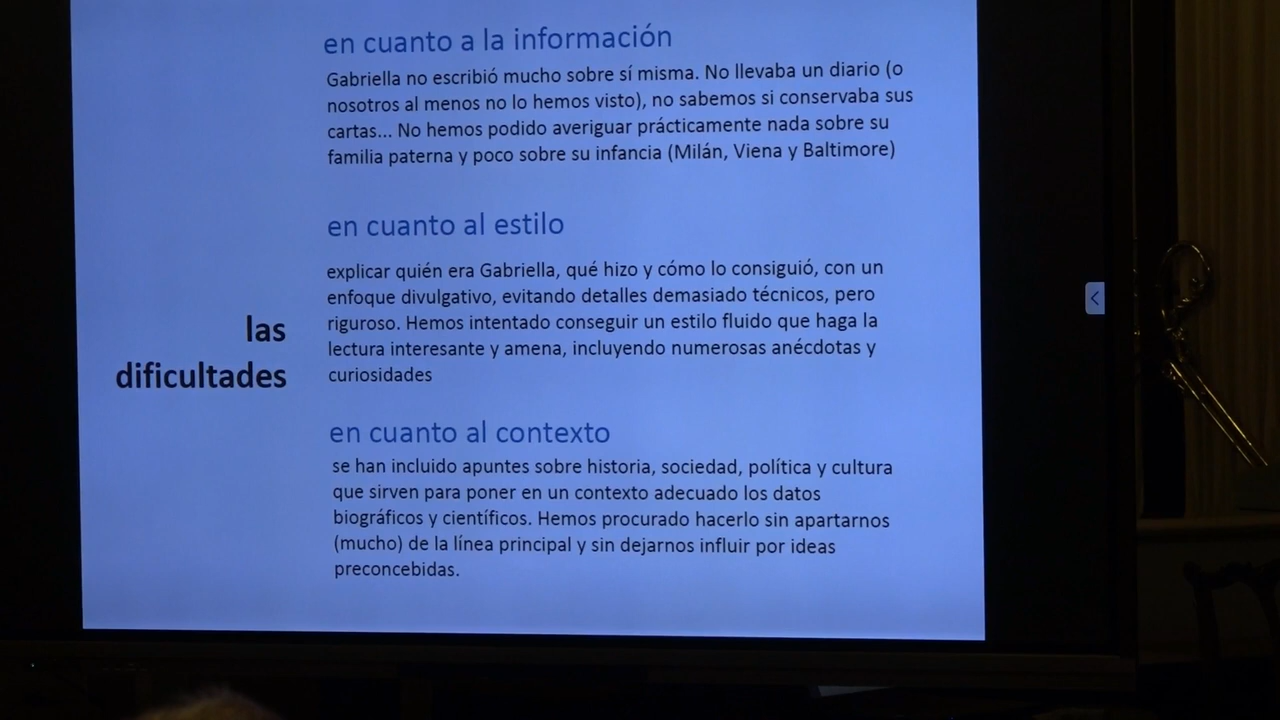 en cuanto a la información
Gabriella no escribió mucho sobre sí misma. No llevaba un diario (o
nosotros al menos no lo hemos visto), no sabemos si conservaba sus
cartas... No hemos podido averiguar prácticamente nada sobre su
familia paterna y poco sobre su infancia (Milán, Viena y Baltimore)
en cuanto al estilo
explicar quién era Gabriella, qué hizo y cómo lo consiguió, con un
enfoque divulgativo, evitando detalles demasiado técnicos, pero
riguroso. Hemos intentado conseguir un estilo fluido que haga la
lectura interesante y amena, incluyendo numerosas anécdotas y
curiosidades
las
dificultades
en cuanto al contexto
se han incluido apuntes sobre historia, sociedad, política y cultura
que sirven para poner en un contexto adecuado los datos
biográficos y científicos. Hemos procurado hacerlo sin apartarnos
(mucho) de la línea principal y sin dejarnos influir por ideas
preconcebidas.